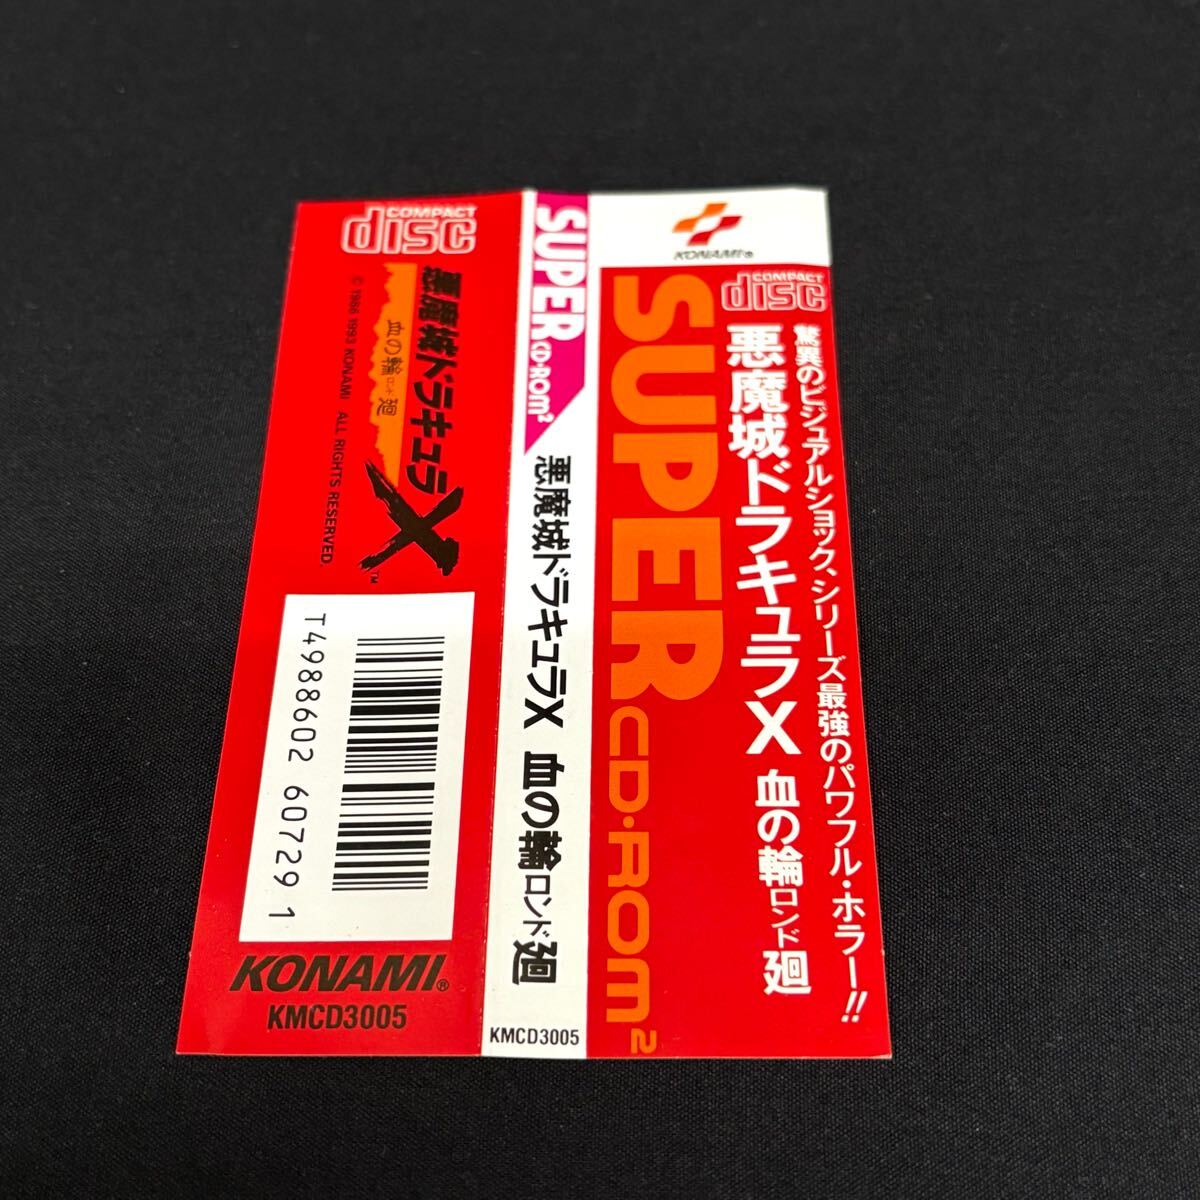 COMPACT
disc
悪魔城ドラキュラX
血の輪ロンド廻
TM
© 1986 1993 KONAMI ALL RIGHTS RESERVED.
T4988602 607291
KONAMI®
KMCD3005
SUPER CD・ROM²
悪魔城ドラキュラX 血の輪ロンド廻
KMCD3005
KONAMI®
SUPER CD・ROM²
COMPACT
disc
驚異のビジュアルショック、シリーズ最強のパワフル・ホラー!!
悪魔城ドラキュラX 血の輪ロンド廻